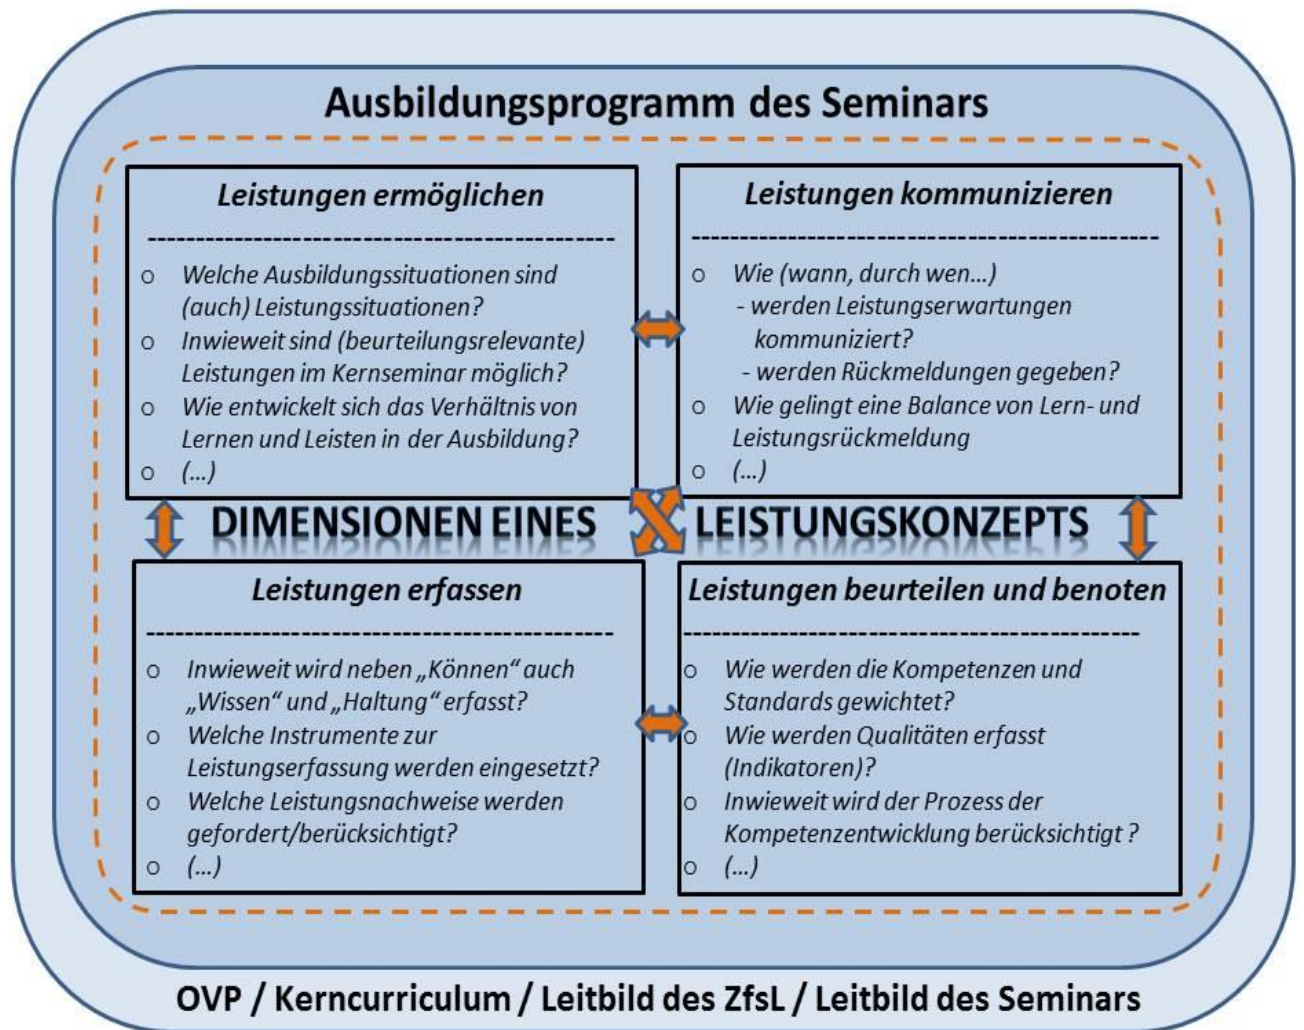 Ausbildungsprogramm des Seminars
Leistungen ermöglichen
------------------------------------------------
o Welche Ausbildungssituationen sind
(auch) Leistungssituationen?
o Inwieweit sind (beurteilungsrelevante)
Leistungen im Kernseminar möglich?
o Wie entwickelt sich das Verhältnis von
Lernen und Leisten in der Ausbildung?
o (...)
Leistungen kommunizieren
------------------------------------------------
o Wie (wann, durch wen...)
- werden Leistungserwartungen
kommuniziert?
- werden Rückmeldungen gegeben?
o Wie gelingt eine Balance von Lern- und
Leistungsrückmeldung
o (...)
DIMENSIONEN EINES LEISTUNGSKONZEPTS
Leistungen erfassen
------------------------------------------------
o Inwieweit wird neben „Können“ auch
„Wissen“ und „Haltung“ erfasst?
o Welche Instrumente zur
Leistungserfassung werden eingesetzt?
o Welche Leistungsnachweise werden
gefordert/berücksichtigt?
o (...)
Leistungen beurteilen und benoten
------------------------------------------------
o Wie werden die Kompetenzen und
Standards gewichtet?
o Wie werden Qualitäten erfasst
(Indikatoren)?
o Inwieweit wird der Prozess der
Kompetenzentwicklung berücksichtigt ?
o (...)
OVP / Kerncurriculum / Leitbild des ZfsL / Leitbild des Seminars